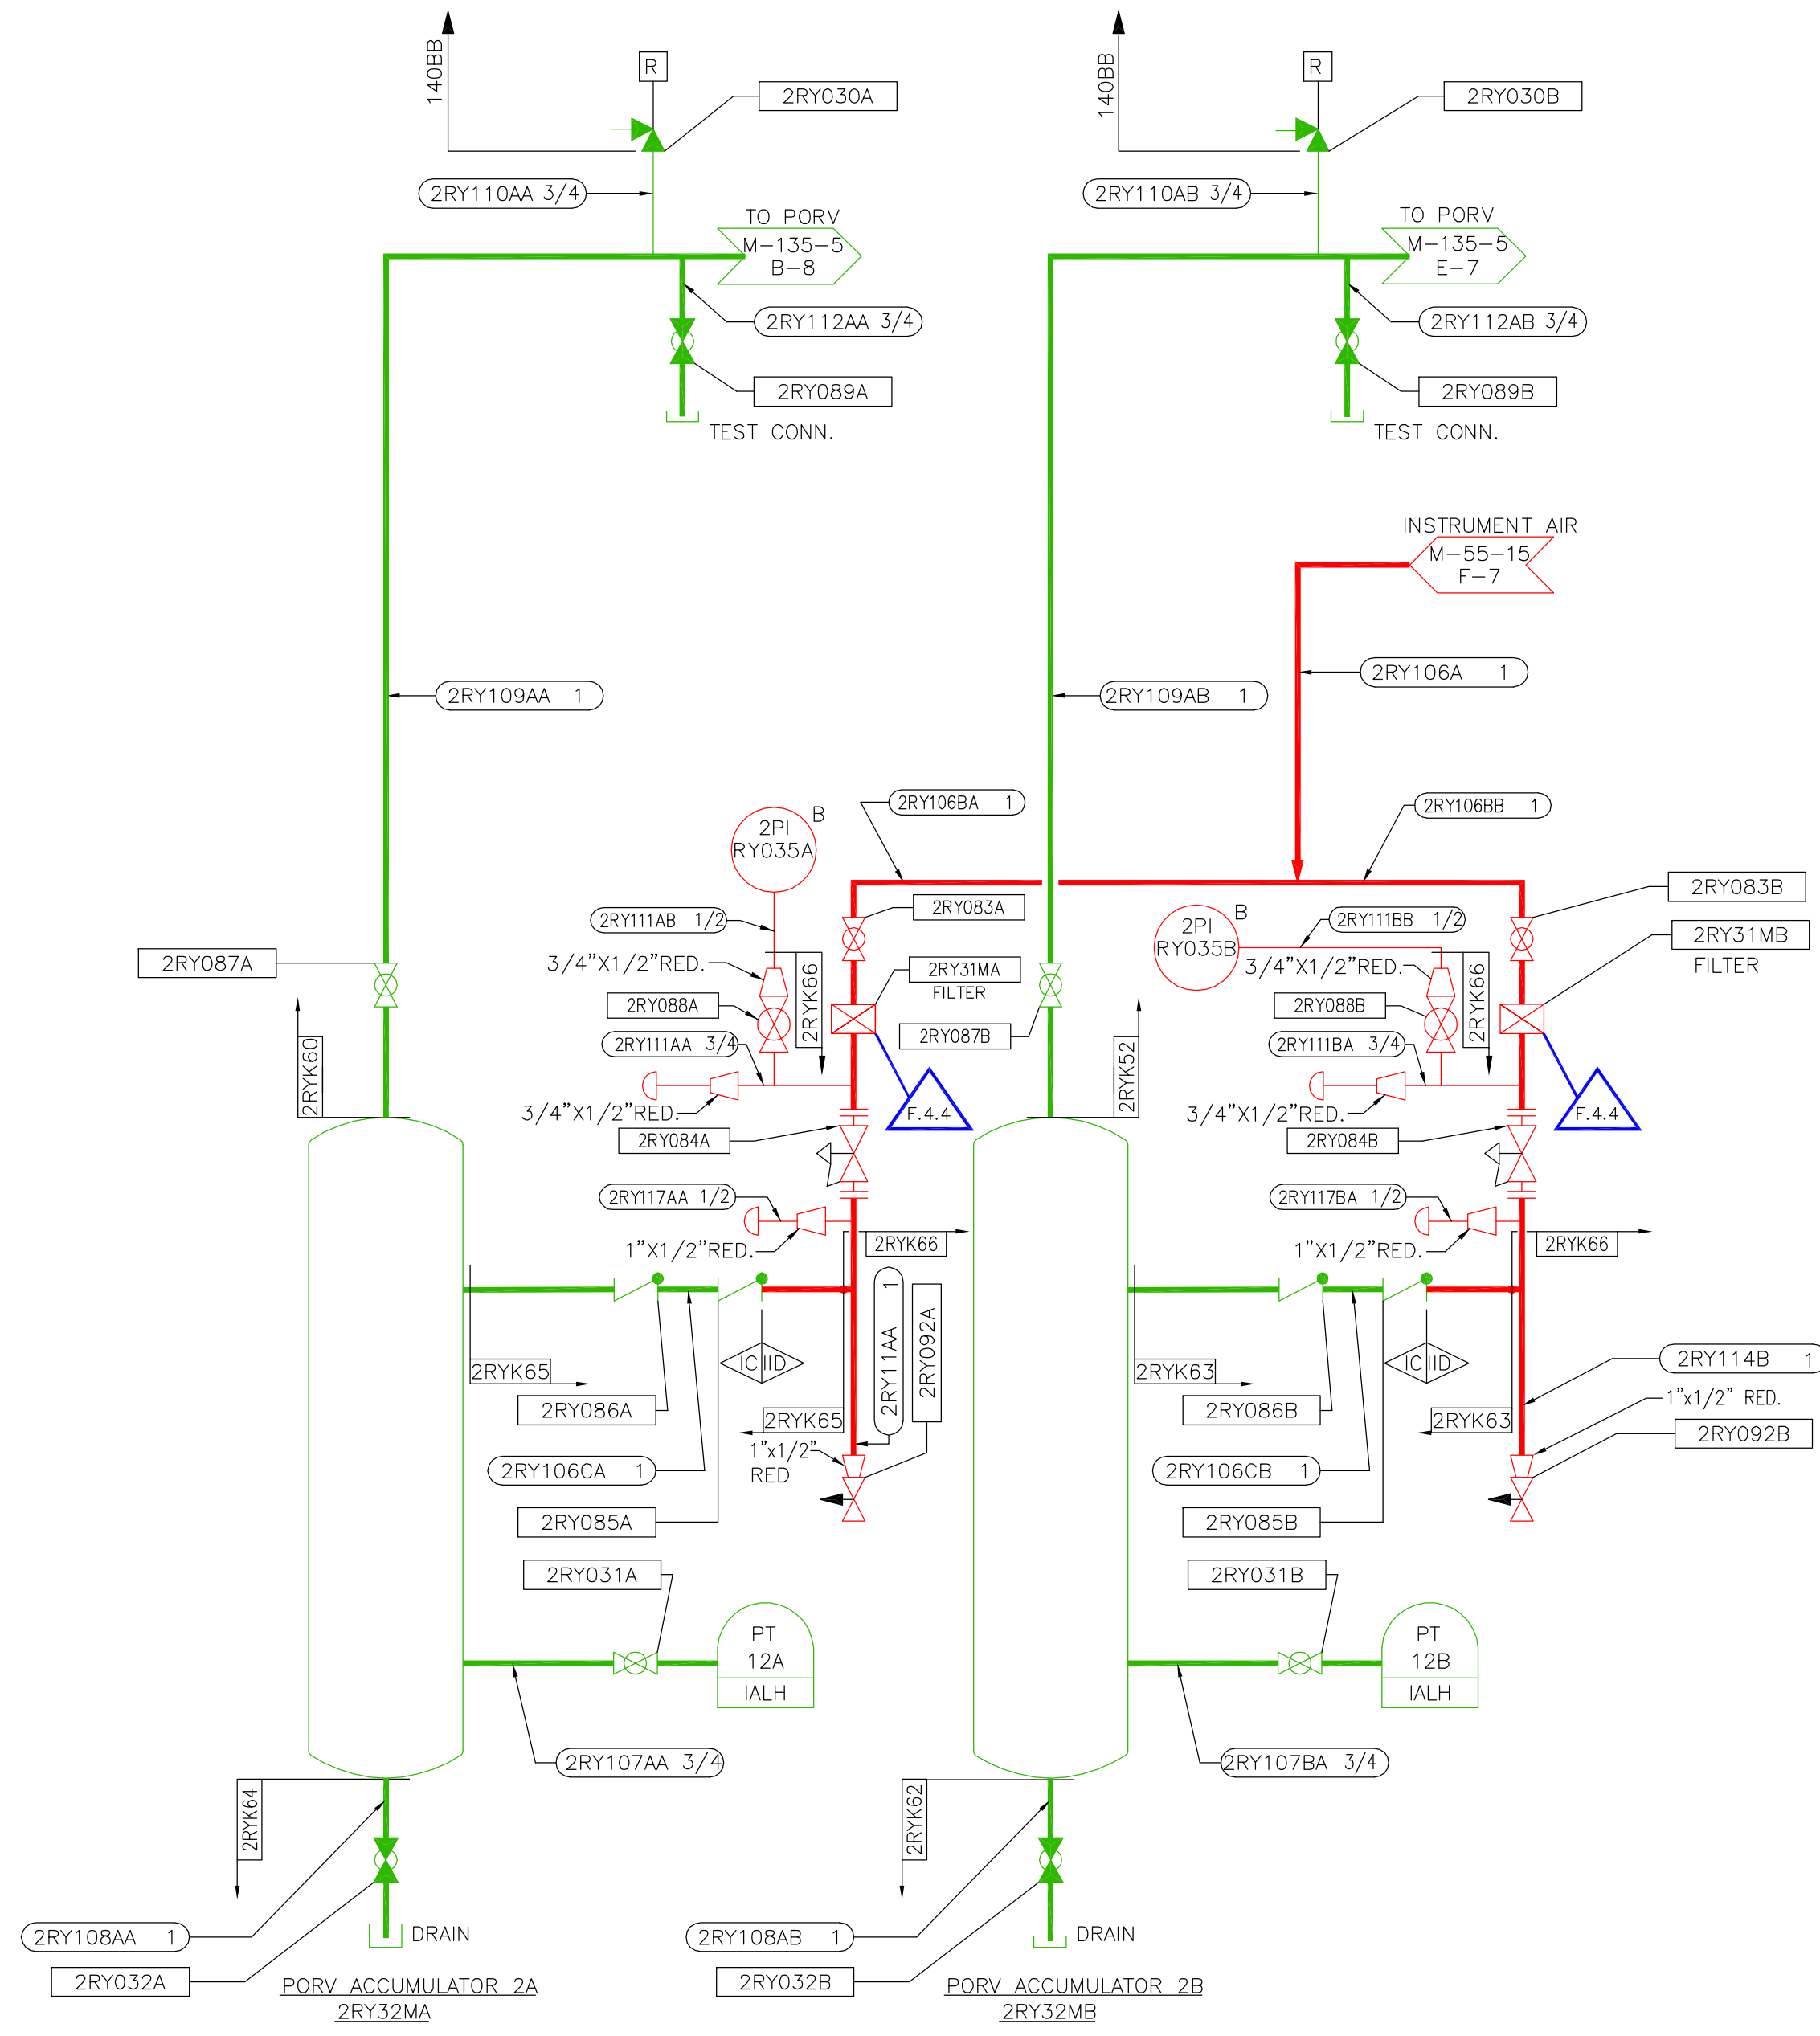 140BB
R
2RY030A
140BB
R
2RY030B
2RY110AA 3/4
2RY110AB 3/4
TO PORV
M-135-5
B-8
TO PORV
M-135-5
E-7
2RY112AA 3/4
2RY112AB 3/4
2RY089A
2RY089B
TEST CONN.
TEST CONN.
INSTRUMENT AIR
M-55-15
F-7
2RY109AA 1
2RY109AB 1
2RY106A 1
2RY106BA 1
2RY106BB 1
2PI
RY035A
B
2RY083A
2RY083B
2RY111AB 1/2
2PI
RY035B
B
2RY111BB 1/2
2RY31MB
FILTER
2RY087A
3/4"X1/2"RED.
2RYK66
2RY31MA
FILTER
3/4"X1/2"RED.
2RYK66
2RY088A
2RY088B
2RY087B
2RY111AA 3/4
2RY111BA 3/4
2RYK60
2RYK52
3/4"X1/2"RED.
F.4.4
3/4"X1/2"RED.
F.4.4
2RY084A
2RY084B
2RY117AA 1/2
2RY117BA 1/2
1"X1/2"RED.
2RYK66
1"X1/2"RED.
2RYK66
2RY11AA 1
2RY092A
IC IID
IC IID
2RYK65
2RYK63
2RY114B 1
2RY086A
2RYK65
2RY086B
2RYK63
1"x1/2" RED.
2RY092B
1"x1/2"
RED
2RY106CA 1
2RY106CB 1
2RY085A
2RY085B
2RY031A
2RY031B
PT
12A
IALH
PT
12B
IALH
2RY107AA 3/4
2RY107BA 3/4
2RYK64
2RYK62
2RY108AA 1
DRAIN
2RY108AB 1
DRAIN
2RY032A
2RY032B
PORV ACCUMULATOR 2A
2RY32MA
PORV ACCUMULATOR 2B
2RY32MB